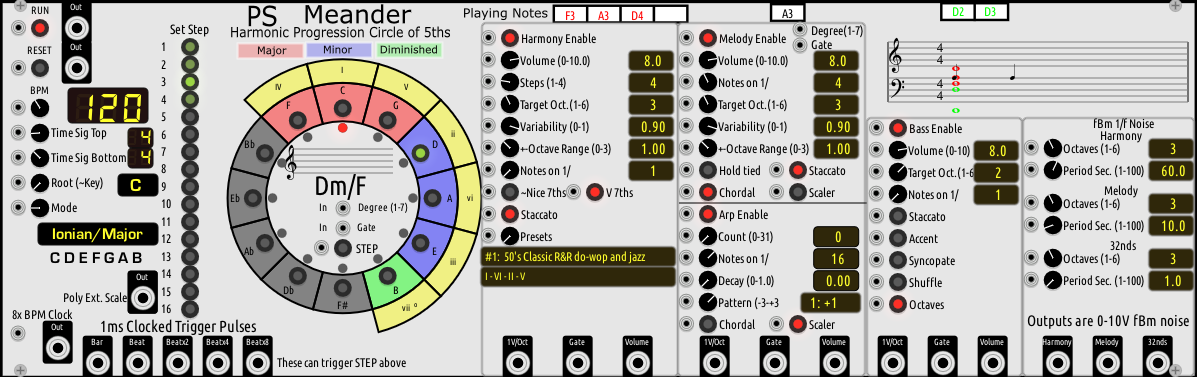 RUN
Out
RESET
Out
BPM
120
Time Sig Top
4
Time Sig Bottom
4
Root (~Key)
C
Mode
Ionian/Major
C D E F G A B
Out
Poly Ext. Scale
8x BPM Clock
Out
Set Step
1
2
3
4
5
6
7
8
9
10
11
12
13
14
15
16
PS Meander
Harmonic Progression Circle of 5ths
Major
Minor
Diminished
IV
I
V
ii
vi
iii
vii o
F
C
G
D
A
E
B
F#
Db
Ab
Eb
Bb
Dm/F
In Degree (1-7)
In Gate
STEP
1ms Clocked Trigger Pulses
Bar
Beat
Beatx2
Beatx4
Beatx8
These can trigger STEP above
Playing Notes
F3
A3
D4
A3
D2
D3
Harmony Enable
Volume (0-10.0)
8.0
Steps (1-4)
4
Target Oct.(1-6)
3
Variability (0-1)
0.90
+-Octave Range (0-3)
1.00
Notes on 1/
1
~Nice 7ths
V 7ths
Staccato
Presets
#1: 50's Classic R&R do-wop and jazz
I - VI - II - V
1V/Oct
Gate
Volume
Melody Enable
Degree(1-7)
Gate
Volume (0-10.0)
8.0
Notes on 1/
4
Target Oct.(1-6)
3
Variability (0-1)
0.90
+-Octave Range (0-3)
1.00
Hold tied
Staccato
Chordal
Scaler
Arp Enable
Count (0-31)
0
Notes on 1/
16
Decay (0-1.0)
0.00
Pattern (-3-+3
1: +1
Chordal
Scaler
1V/Oct
Gate
Volume
4
4
4
4
Bass Enable
Volume (0-10)
8.0
Target Oct.(1-6
2
Notes on 1/
1
Staccato
Accent
Syncopate
Shuffle
Octaves
1V/Oct
Gate
Volume
fBm 1/f Noise
Harmony
Octaves (1-6)
3
Period Sec. (1-100)
60.0
Melody
Octaves (1-6)
3
Period Sec. (1-100)
10.0
32nds
Octaves (1-6)
3
Period Sec. (1-100)
1.0
Outputs are 0-10V fBm noise
Harmony
Melody
32nds